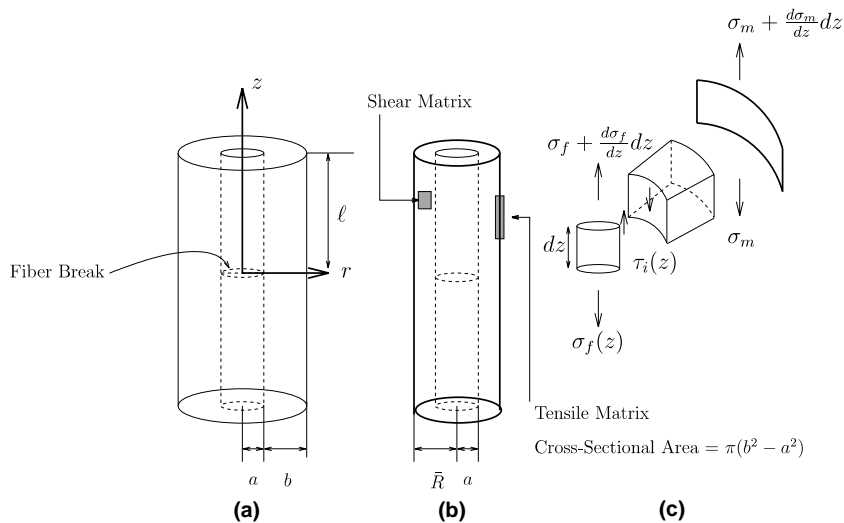 z
ℓ
r
Fiber Break
a
b
(a)
Shear Matrix
Tensile Matrix
Cross-Sectional Area = π(b² − a²)
R̄
a
(b)
σ_m + dσ_m/dz dz
σ_f + dσ_f/dz dz
dz
τ_i(z)
σ_m
σ_f(z)
(c)